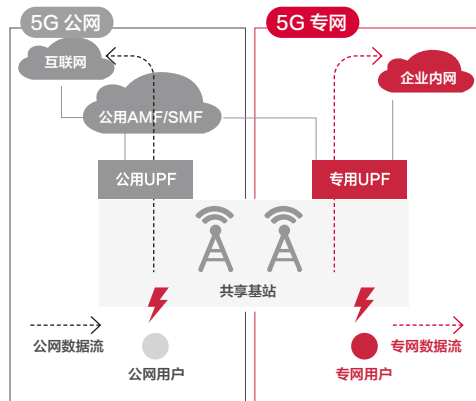 5G 公网
5G 专网
互联网
企业内网
公用AMF/SMF
公用UPF
专用UPF
共享基站
公网数据流
专网数据流
公网用户
专网用户